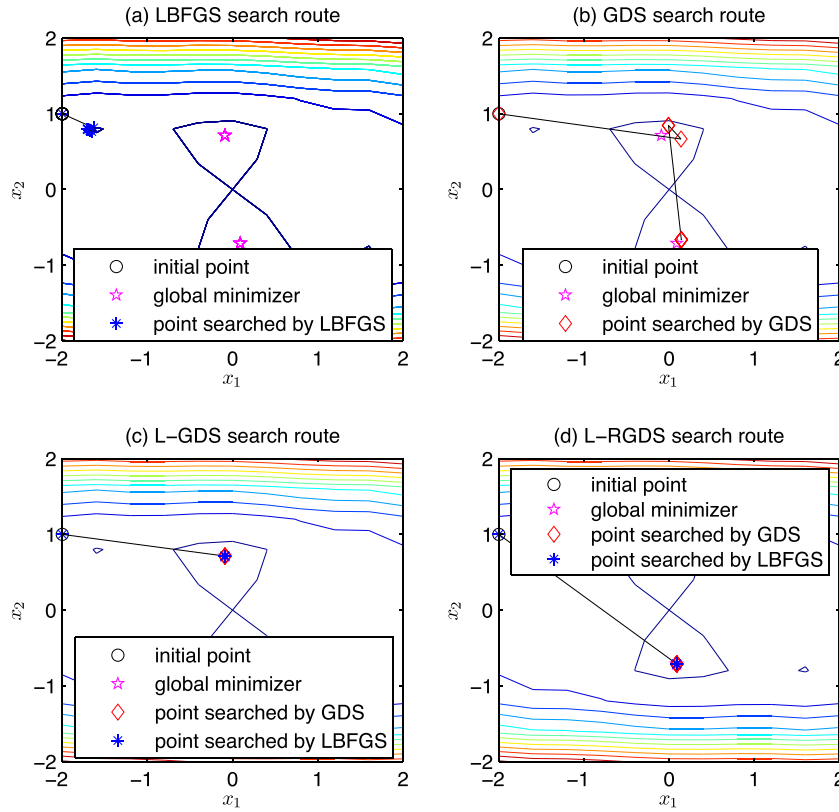 (a) LBFGS search route
2
1
0
−1
−2
x2
−2
−1
0
1
2
x1
initial point
global minimizer
point searched by LBFGS
(b) GDS search route
2
1
0
−1
−2
x2
−2
−1
0
1
2
x1
initial point
global minimizer
point searched by GDS
(c) L−GDS search route
2
1
0
−1
−2
x2
−2
−1
0
1
2
x1
initial point
global minimizer
point searched by GDS
point searched by LBFGS
(d) L−RGDS search route
2
1
0
−1
−2
x2
−2
−1
0
1
2
x1
initial point
global minimizer
point searched by GDS
point searched by LBFGS